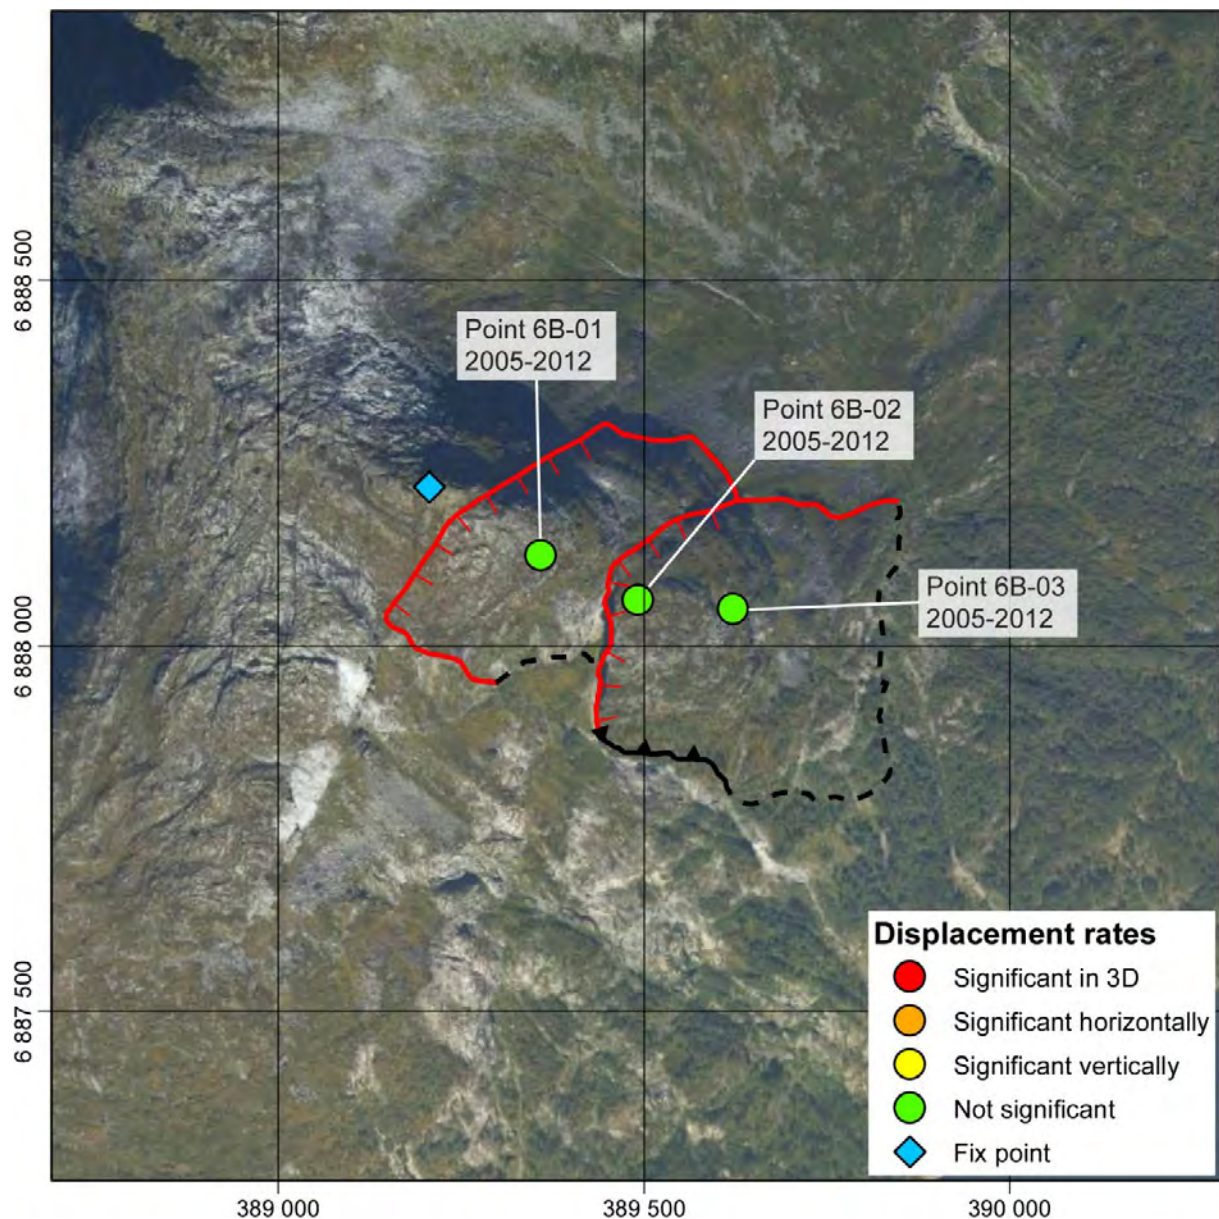 6 888 500
Point 6B-01
2005-2012
Point 6B-02
2005-2012
Point 6B-03
2005-2012
6 888 000
6 887 500
Displacement rates
Significant in 3D
Significant horizontally
Significant vertically
Not significant
Fix point
389 000
389 500
390 000